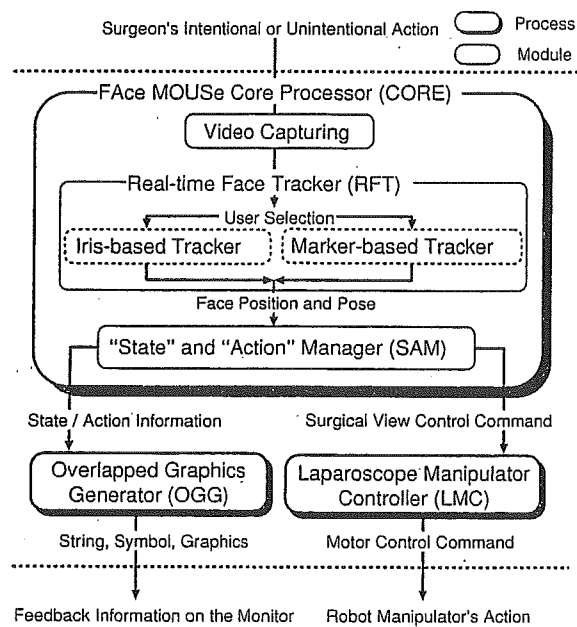 Surgeon's Intentional or Unintentional Action
Process
Module
FAce MOUSe Core Processor (CORE)
Video Capturing
Real-time Face Tracker (RFT)
User Selection
Iris-based Tracker
Marker-based Tracker
Face Position and Pose
"State" and "Action" Manager (SAM)
State / Action Information
Surgical View Control Command
Overlapped Graphics
Generator (OGG)
Laparoscope Manipulator
Controller (LMC)
String, Symbol, Graphics
Motor Control Command
Feedback Information on the Monitor
Robot Manipulator's Action